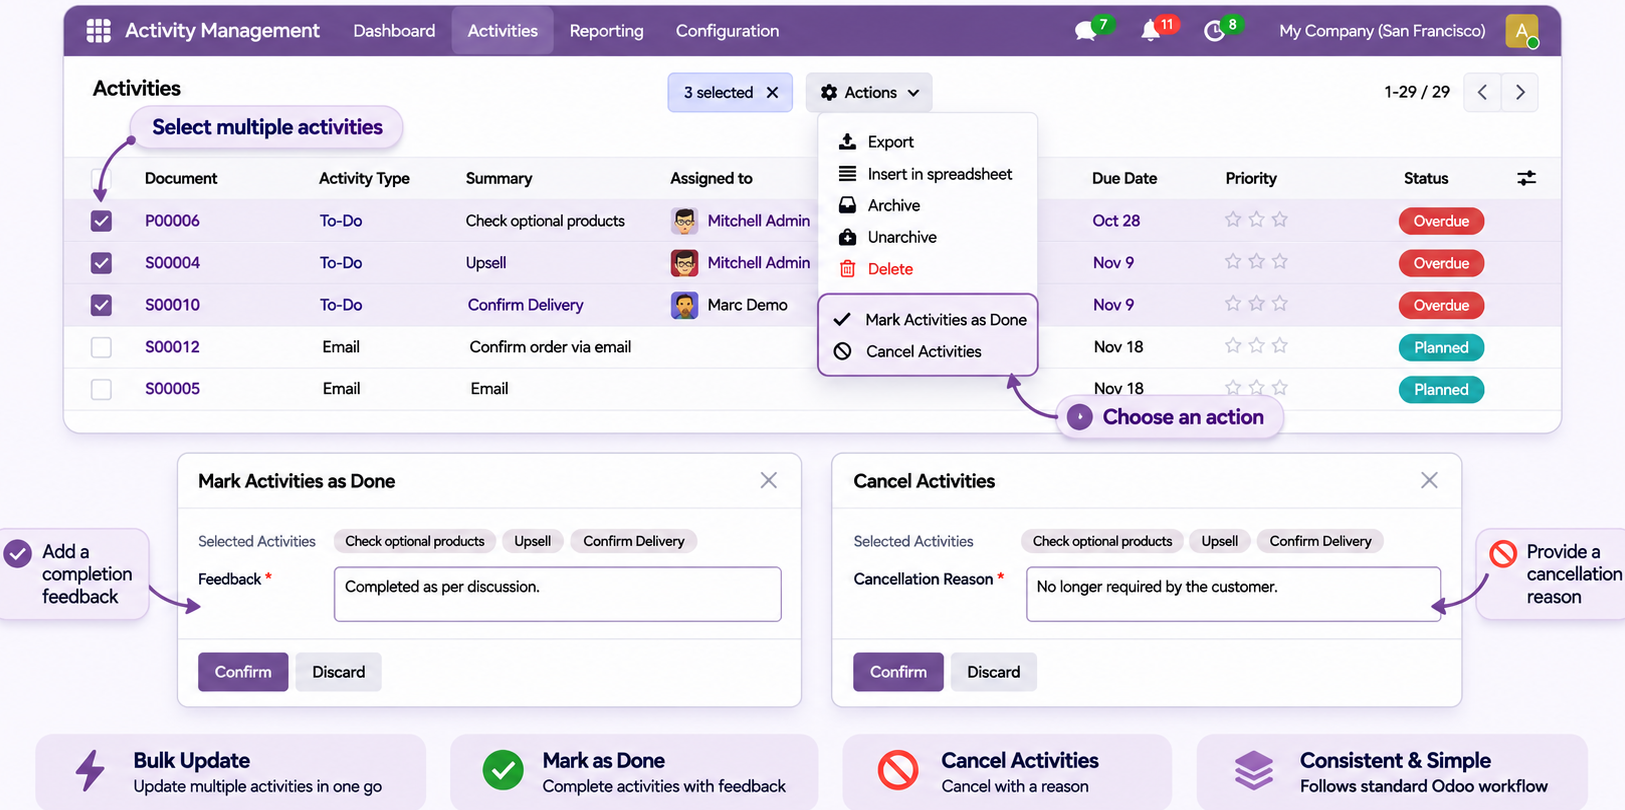 Activity Management Dashboard Activities Reporting Configuration 7 11 8 My Company (San Francisco) A
Activities 3 selected Actions 1-29 / 29
Select multiple activities
Export
Insert in spreadsheet
Archive
Unarchive
Delete
Mark Activities as Done
Cancel Activities
Document Activity Type Summary Assigned to Due Date Priority Status
P00006 To-Do Check optional products Mitchell Admin Oct 28 Overdue
S00004 To-Do Upsell Mitchell Admin Nov 9 Overdue
S00010 To-Do Confirm Delivery Marc Demo Nov 9 Overdue
S00012 Email Confirm order via email Nov 18 Planned
S00005 Email Email Nov 18 Planned
Choose an action
Mark Activities as Done
Selected Activities Check optional products Upsell Confirm Delivery
Feedback * Completed as per discussion.
Confirm Discard
Add a
completion
feedback
Cancel Activities
Selected Activities Check optional products Upsell Confirm Delivery
Cancellation Reason * No longer required by the customer.
Confirm Discard
Provide a
cancellation
reason
Bulk Update
Update multiple activities in one go
Mark as Done
Complete activities with feedback
Cancel Activities
Cancel with a reason
Consistent & Simple
Follows standard Odoo workflow